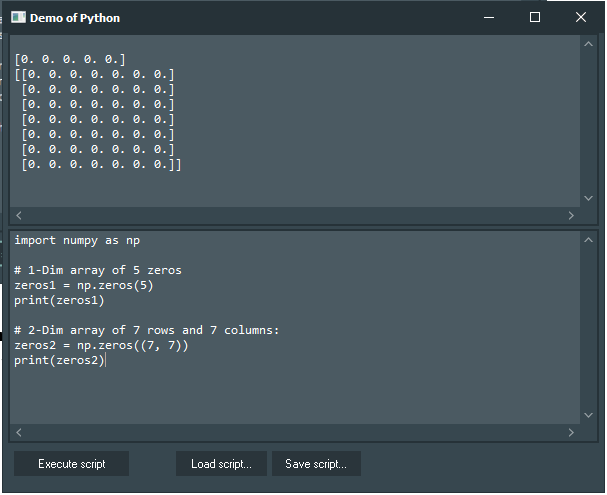 Demo of Python
[0. 0. 0. 0. 0.]
[[0. 0. 0. 0. 0. 0. 0.]
 [0. 0. 0. 0. 0. 0. 0.]
 [0. 0. 0. 0. 0. 0. 0.]
 [0. 0. 0. 0. 0. 0. 0.]
 [0. 0. 0. 0. 0. 0. 0.]
 [0. 0. 0. 0. 0. 0. 0.]
 [0. 0. 0. 0. 0. 0. 0.]]
import numpy as np
# 1-Dim array of 5 zeros
zeros1 = np.zeros(5)
print(zeros1)
# 2-Dim array of 7 rows and 7 columns:
zeros2 = np.zeros((7, 7))
print(zeros2)
Execute script
Load script...
Save script...